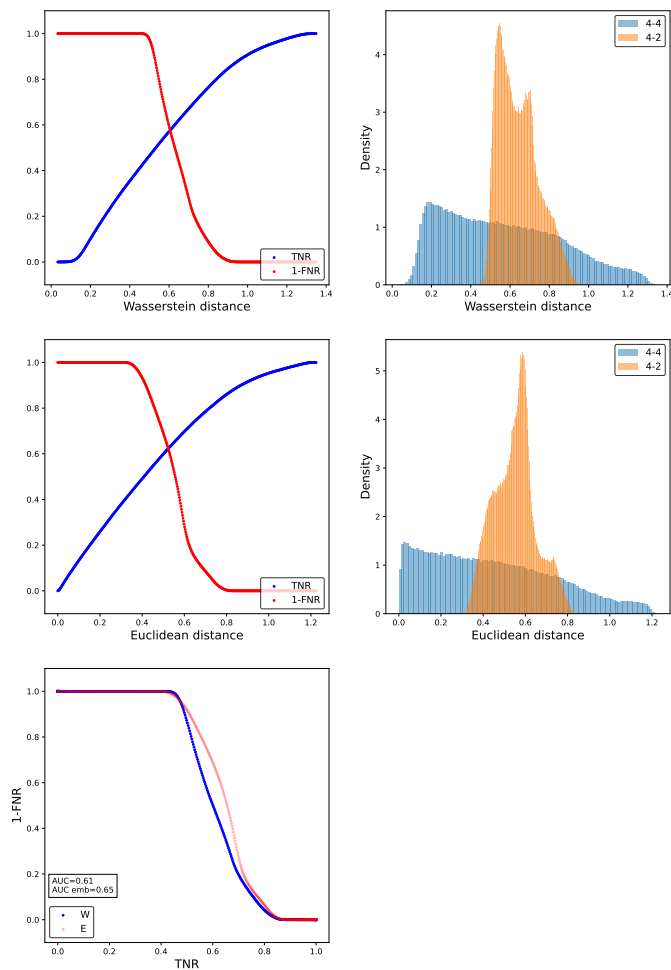 1.0
0.8
0.6
0.4
0.2
0.0
0.0 0.2 0.4 0.6 0.8 1.0 1.2 1.4
Wasserstein distance
TNR
1-FNR
4
3
2
1
0
Density
0.0 0.2 0.4 0.6 0.8 1.0 1.2 1.4
Wasserstein distance
4-4
4-2
1.0
0.8
0.6
0.4
0.2
0.0
0.0 0.2 0.4 0.6 0.8 1.0 1.2
Euclidean distance
TNR
1-FNR
5
4
3
2
1
0
Density
0.0 0.2 0.4 0.6 0.8 1.0 1.2
Euclidean distance
4-4
4-2
1.0
0.8
0.6
0.4
0.2
0.0
1-FNR
AUC=0.61
AUC emb=0.65
W
E
0.0 0.2 0.4 0.6 0.8 1.0
TNR